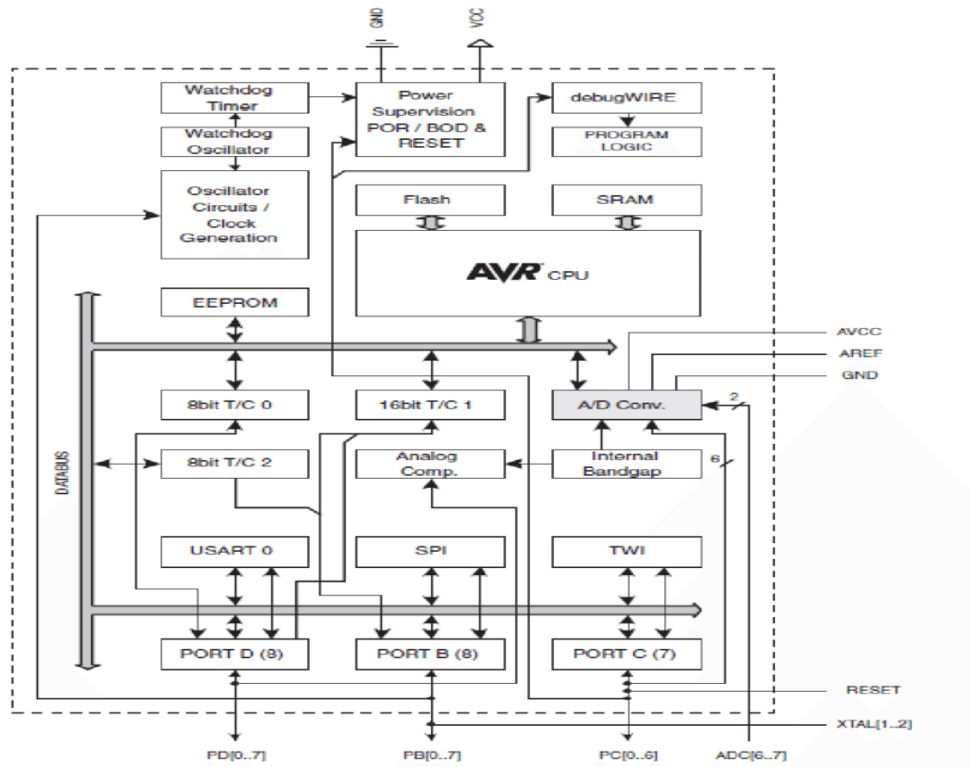 GND
VCC
Watchdog
Timer
Power
Supervision
POR / BOD &
RESET
debugWIRE
Watchdog
Oscillator
PROGRAM
LOGIC
Oscillator
Circuits /
Clock
Generation
Flash
SRAM
AVR CPU
EEPROM
AVCC
AREF
GND
8bit T/C 0
16bit T/C 1
A/D Conv.
2
8bit T/C 2
Analog
Comp.
Internal
Bandgap
6
DATABUS
USART 0
SPI
TWI
PORT D (8)
PORT B (8)
PORT C (7)
RESET
XTAL[1..2]
PD[0..7]
PB[0..7]
PC[0..6]
ADC[6..7]